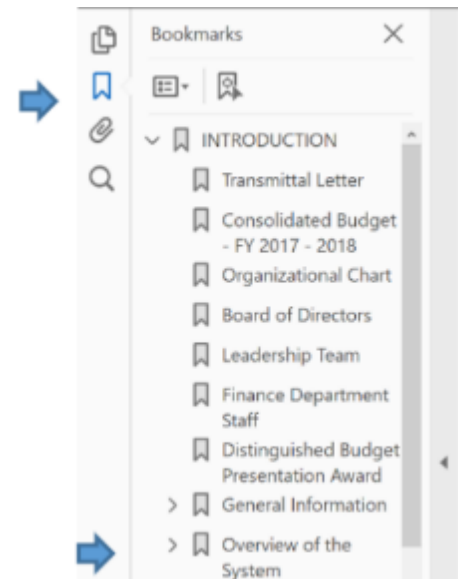 Bookmarks
INTRODUCTION
Transmittal Letter
Consolidated Budget
- FY 2017 - 2018
Organizational Chart
Board of Directors
Leadership Team
Finance Department
Staff
Distinguished Budget
Presentation Award
General Information
Overview of the
System